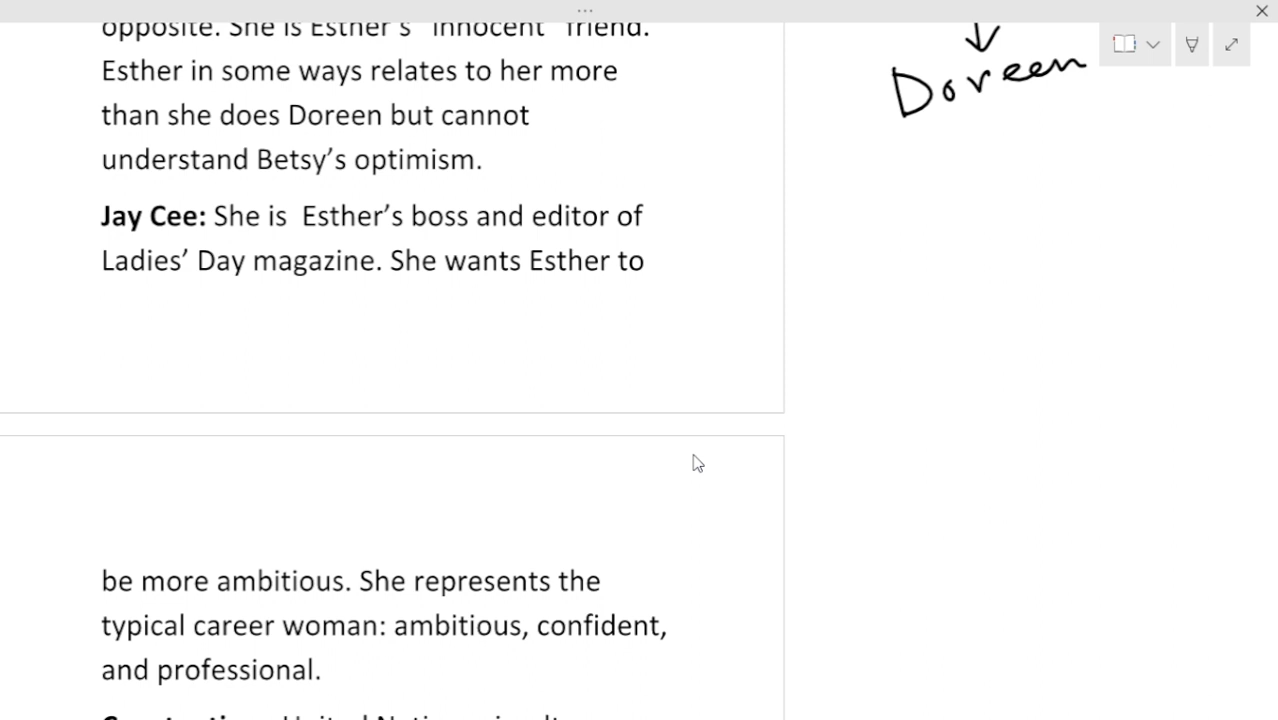 opposite. She is Esther's "innocent" friend.
Esther in some ways relates to her more
than she does Doreen but cannot
understand Betsy’s optimism.
Jay Cee: She is  Esther’s boss and editor of
Ladies’ Day magazine. She wants Esther to
be more ambitious. She represents the
typical career woman: ambitious, confident,
and professional.
Doreen